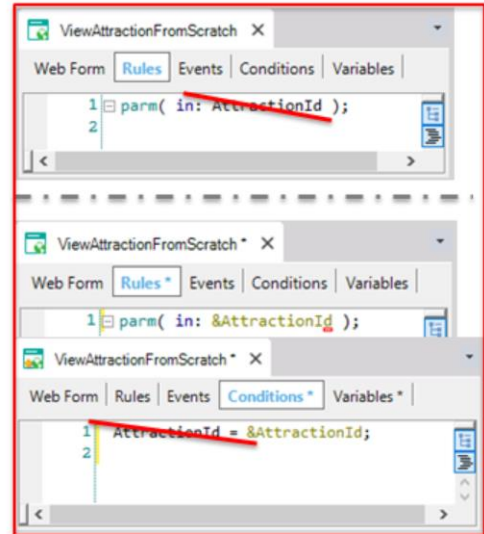 ViewAttractionFromScratch X
Web Form Rules Events Conditions Variables
1 parm( in: AttractionId );
2
ViewAttractionFromScratch * X
Web Form Rules * Events Conditions Variables
1 parm( in: &AttractionId );
ViewAttractionFromScratch * X
Web Form Rules Events Conditions * Variables *
1 AttractionId = &AttractionId;
2